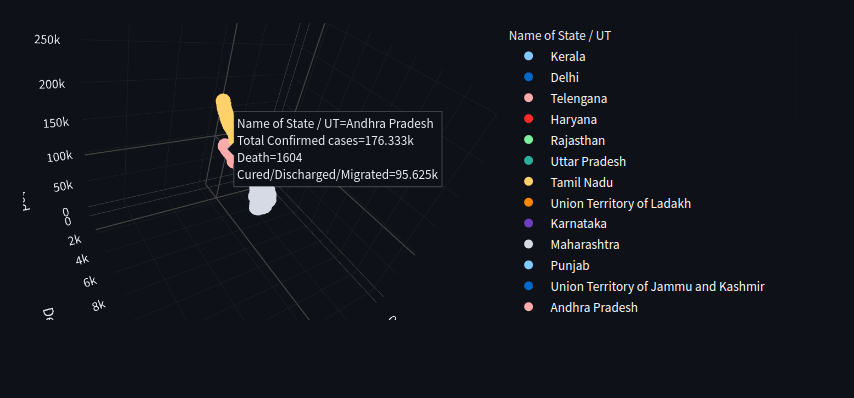 250k
200k
150k
100k
50k
0
0
2k
4k
6k
8k
Name of State / UT=Andhra Pradesh
Total Confirmed cases=176.333k
Death=1604
Cured/Discharged/Migrated=95.625k
Name of State / UT
Kerala
Delhi
Telengana
Haryana
Rajasthan
Uttar Pradesh
Tamil Nadu
Union Territory of Ladakh
Karnataka
Maharashtra
Punjab
Union Territory of Jammu and Kashmir
Andhra Pradesh